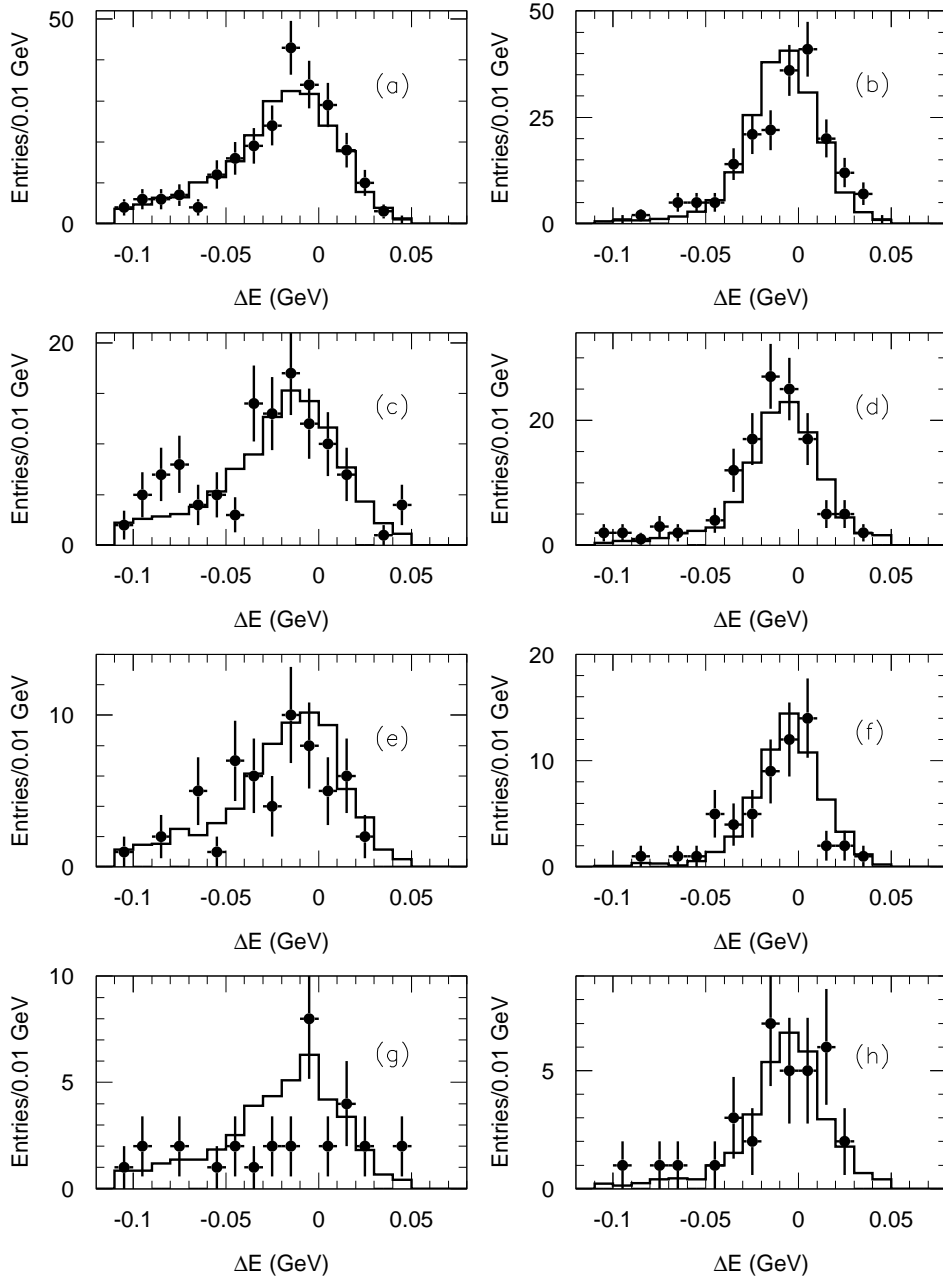 Entries/0.01 GeV
50
0
(a)
-0.1 -0.05 0 0.05
ΔE (GeV)
Entries/0.01 GeV
50
25
0
(b)
-0.1 -0.05 0 0.05
ΔE (GeV)
Entries/0.01 GeV
20
0
(c)
-0.1 -0.05 0 0.05
ΔE (GeV)
Entries/0.01 GeV
20
0
(d)
-0.1 -0.05 0 0.05
ΔE (GeV)
Entries/0.01 GeV
10
0
(e)
-0.1 -0.05 0 0.05
ΔE (GeV)
Entries/0.01 GeV
20
10
0
(f)
-0.1 -0.05 0 0.05
ΔE (GeV)
Entries/0.01 GeV
10
5
0
(g)
-0.1 -0.05 0 0.05
ΔE (GeV)
Entries/0.01 GeV
5
0
(h)
-0.1 -0.05 0 0.05
ΔE (GeV)